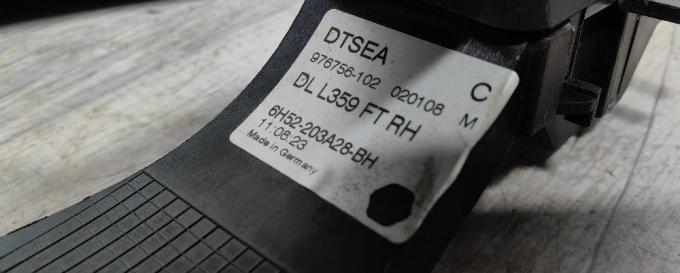 DTSEA
976756-102 020108 C
DL L359 FT RH M
6H52-203A28-BH
11:08:23
Made in Germany